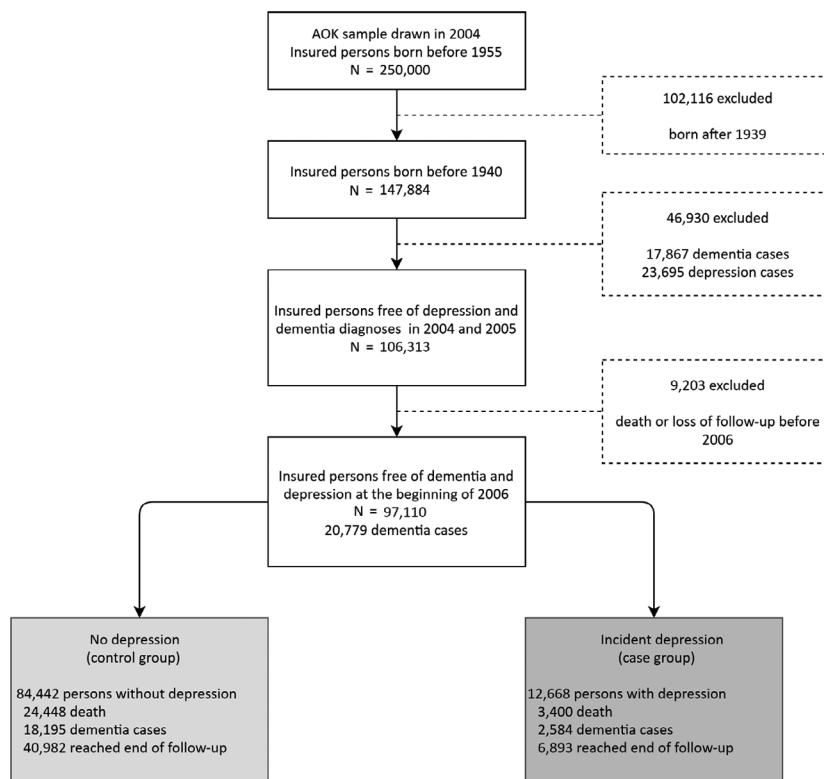 AOK sample drawn in 2004
Insured persons born before 1955
N = 250,000
102,116 excluded
born after 1939
Insured persons born before 1940
N = 147,884
46,930 excluded
17,867 dementia cases
23,695 depression cases
Insured persons free of depression and
dementia diagnoses in 2004 and 2005
N = 106,313
9,203 excluded
death or loss of follow-up before
2006
Insured persons free of dementia and
depression at the beginning of 2006
N = 97,110
20,779 dementia cases
No depression
(control group)
84,442 persons without depression
24,448 death
18,195 dementia cases
40,982 reached end of follow-up
Incident depression
(case group)
12,668 persons with depression
3,400 death
2,584 dementia cases
6,893 reached end of follow-up